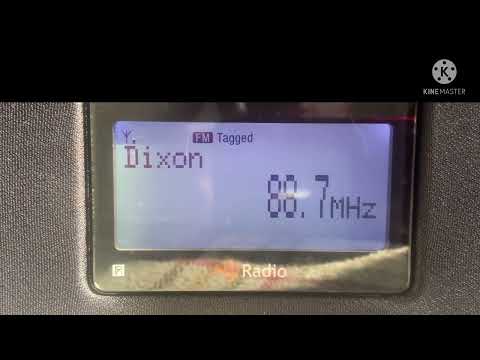 K
KINEMASTER
FM Tagged
Dixon
88.7MHz
P Radio